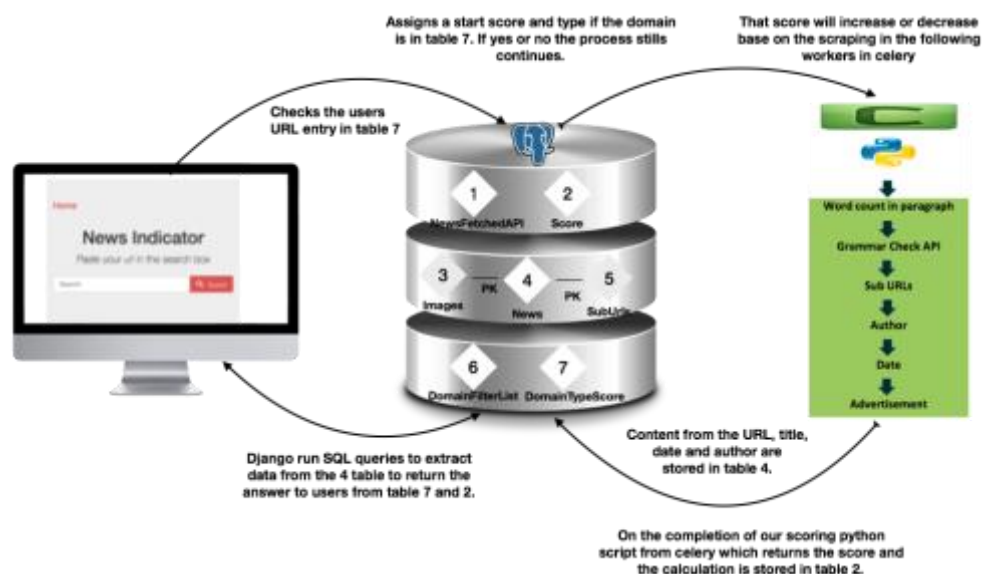 Assigns a start score and type if the domain
is in table 7. If yes or no the process stills
continues.
That score will increase or decrease
base on the scraping in the following
workers in celery
Checks the users
URL entry in table 7
Home
News Indicator
Paste your url in the search box
Search
Search
1
2
NewsFetchedAPI
Score
3
PK
4
PK
5
Images
News
SubUrls
6
7
DomainFilterList
DomainTypeScore
Word count in paragraph
Grammar Check API
Sub URLs
Author
Date
Advertisement
Django run SQL queries to extract
data from the 4 table to return the
answer to users from table 7 and 2.
Content from the URL, title,
date and author are
stored in table 4.
On the completion of our scoring python
script from celery which returns the score and
the calculation is stored in table 2.